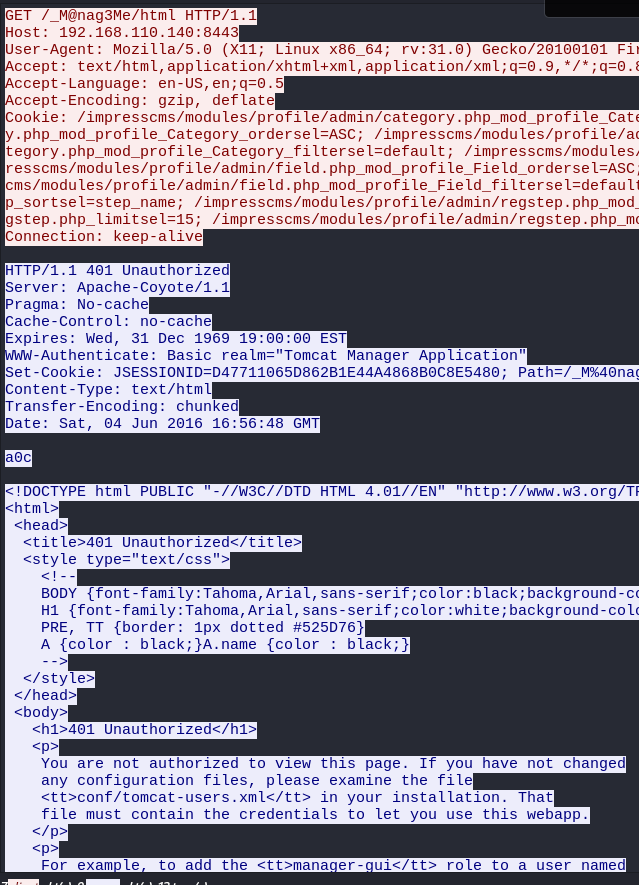 GET /_M@nag3Me/html HTTP/1.1
Host: 192.168.110.140:8443
User-Agent: Mozilla/5.0 (X11; Linux x86_64; rv:31.0) Gecko/20100101 Fir
Accept: text/html,application/xhtml+xml,application/xml;q=0.9,*/*;q=0.8
Accept-Language: en-US,en;q=0.5
Accept-Encoding: gzip, deflate
Cookie: /impresscms/modules/profile/admin/category.php_mod_profile_Cate
y.php_mod_profile_Category_ordersel=ASC; /impresscms/modules/profile/ad
tegory.php_mod_profile_Category_filtersel=default; /impresscms/modules/
resscms/modules/profile/admin/field.php_mod_profile_Field_ordersel=ASC;
cms/modules/profile/admin/field.php_mod_profile_Field_filtersel=default
p_sortsel=step_name; /impresscms/modules/profile/admin/regstep.php_mod_
gstep.php_limitsel=15; /impresscms/modules/profile/admin/regstep.php_mo
Connection: keep-alive
HTTP/1.1 401 Unauthorized
Server: Apache-Coyote/1.1
Pragma: No-cache
Cache-Control: no-cache
Expires: Wed, 31 Dec 1969 19:00:00 EST
WWW-Authenticate: Basic realm="Tomcat Manager Application"
Set-Cookie: JSESSIONID=D47711065D862B1E44A4868B0C8E5480; Path=/_M%40nag
Content-Type: text/html
Transfer-Encoding: chunked
Date: Sat, 04 Jun 2016 16:56:48 GMT
a0c
<!DOCTYPE html PUBLIC "-//W3C//DTD HTML 4.01//EN" "http://www.w3.org/TR
<html>
<head>
<title>401 Unauthorized</title>
<style type="text/css">
<!--
BODY {font-family:Tahoma,Arial,sans-serif;color:black;background-co
H1 {font-family:Tahoma,Arial,sans-serif;color:white;background-colo
PRE, TT {border: 1px dotted #525D76}
A {color : black;}A.name {color : black;}
-->
</style>
</head>
<body>
<h1>401 Unauthorized</h1>
<p>
You are not authorized to view this page. If you have not changed
any configuration files, please examine the file
<tt>conf/tomcat-users.xml</tt> in your installation. That
file must contain the credentials to let you use this webapp.
</p>
<p>
For example, to add the <tt>manager-gui</tt> role to a user named